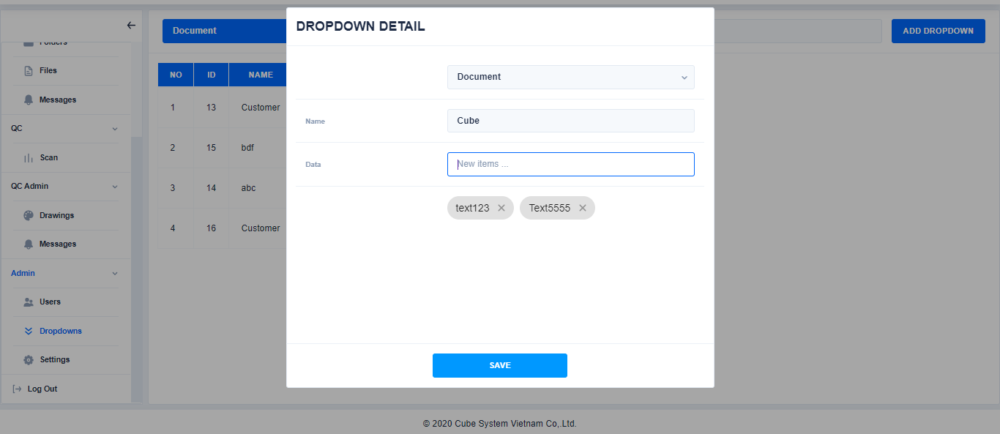 Folders
Files
Messages
QC
Scan
QC Admin
Drawings
Messages
Admin
Users
Dropdowns
Settings
Log Out
Document
ADD DROPDOWN
NO ID NAME
1 13 Customer
2 15 bdf
3 14 abc
4 16 Customer
DROPDOWN DETAIL
Document
Name Cube
Data New items ...
text123 Text5555
SAVE
© 2020 Cube System Vietnam Co,.Ltd.